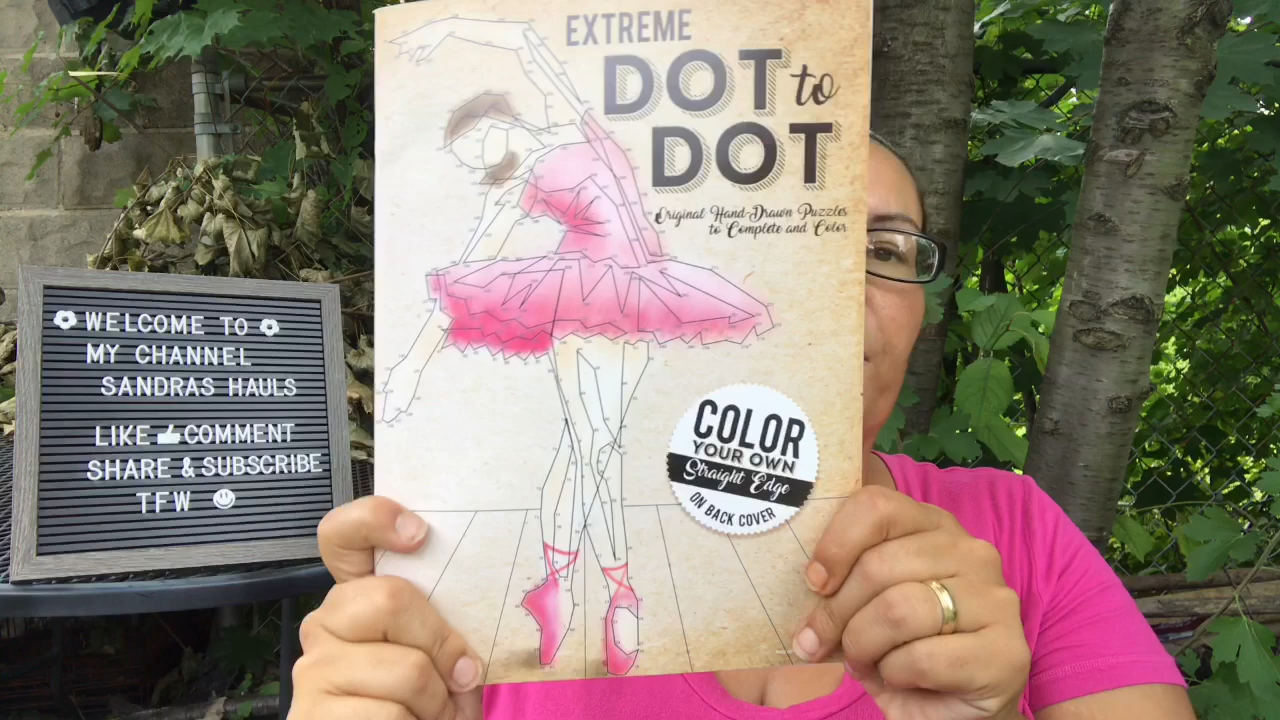 WELCOME TO
MY CHANNEL
SANDRAS HAULS
LIKE COMMENT
SHARE & SUBSCRIBE
TFW
EXTREME
DOT to
DOT
Original Hand-Drawn Puzzles
to Complete and Color
COLOR
YOUR OWN
Straight Edge
ON BACK COVER